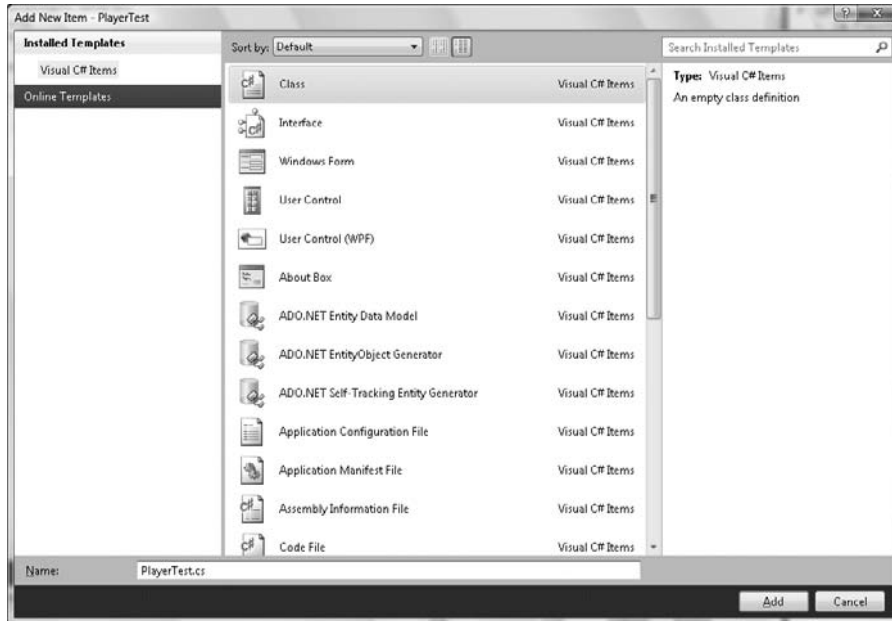 Add New Item - PlayerTest
Installed Templates
Visual C# Items
Online Templates
Sort by: Default
Search Installed Templates
Class Visual C# Items
Interface Visual C# Items
Windows Form Visual C# Items
User Control Visual C# Items
User Control (WPF) Visual C# Items
About Box Visual C# Items
ADO.NET Entity Data Model Visual C# Items
ADO.NET EntityObject Generator Visual C# Items
ADO.NET Self-Tracking Entity Generator Visual C# Items
Application Configuration File Visual C# Items
Application Manifest File Visual C# Items
Assembly Information File Visual C# Items
Code File Visual C# Items
Type: Visual C# Items
An empty class definition
Name: PlayerTest.cs
Add Cancel